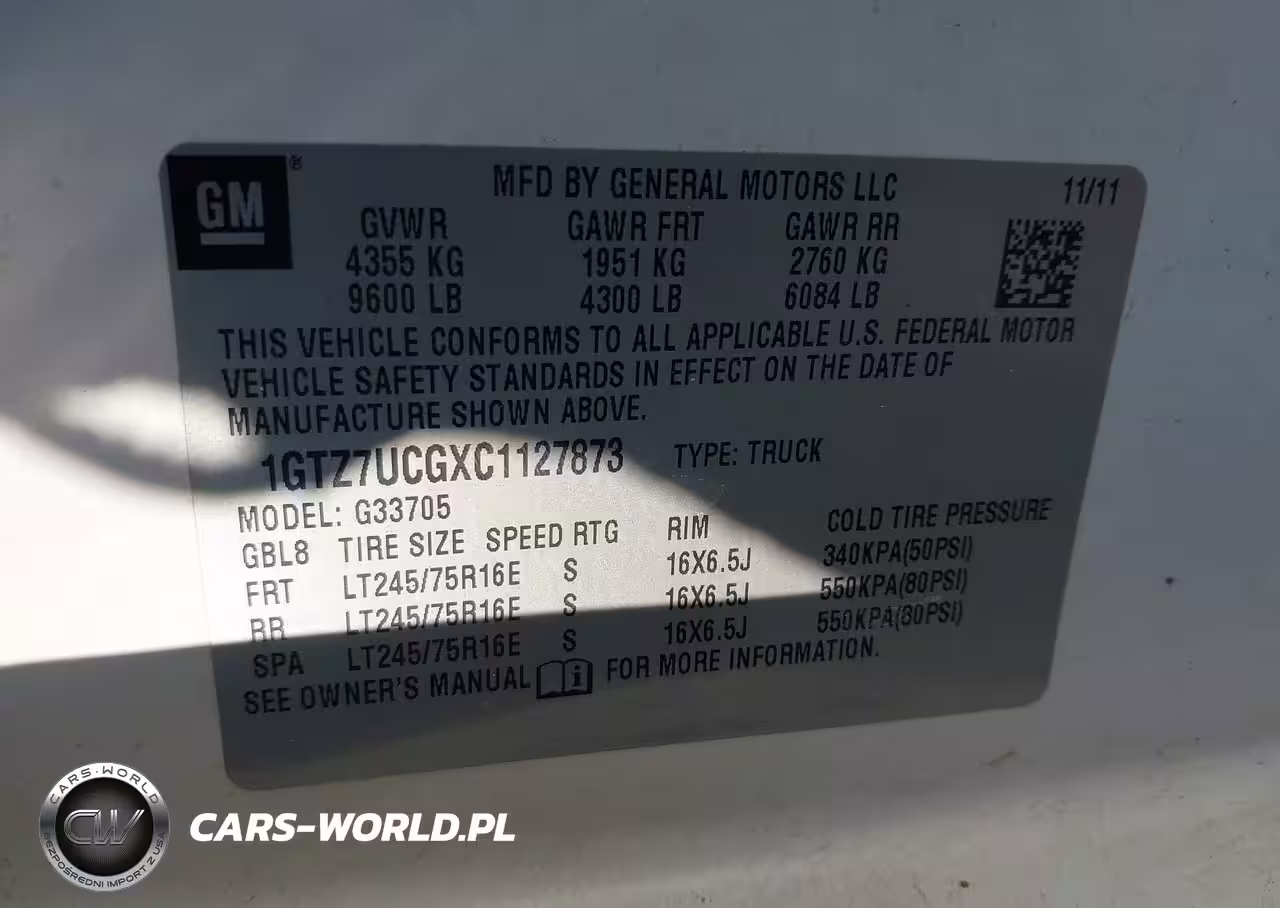 GM ®
MFD BY GENERAL MOTORS LLC 11/11
GVWR GAWR FRT GAWR RR
4355 KG 1951 KG 2760 KG
9600 LB 4300 LB 6084 LB
THIS VEHICLE CONFORMS TO ALL APPLICABLE U.S. FEDERAL MOTOR
VEHICLE SAFETY STANDARDS IN EFFECT ON THE DATE OF
MANUFACTURE SHOWN ABOVE.
1GTZ7UCGXC1127873 TYPE: TRUCK
MODEL: G33705
GBL8 TIRE SIZE SPEED RTG RIM COLD TIRE PRESSURE
FRT LT245/75R16E S 16X6.5J 340KPA(50PSI)
RR LT245/75R16E S 16X6.5J 550KPA(80PSI)
SPA LT245/75R16E S 16X6.5J 550KPA(80PSI)
SEE OWNER'S MANUAL i FOR MORE INFORMATION.
CARS-WORLD
CW
BEZPOŚREDNI IMPORT Z USA
CARS-WORLD.PL